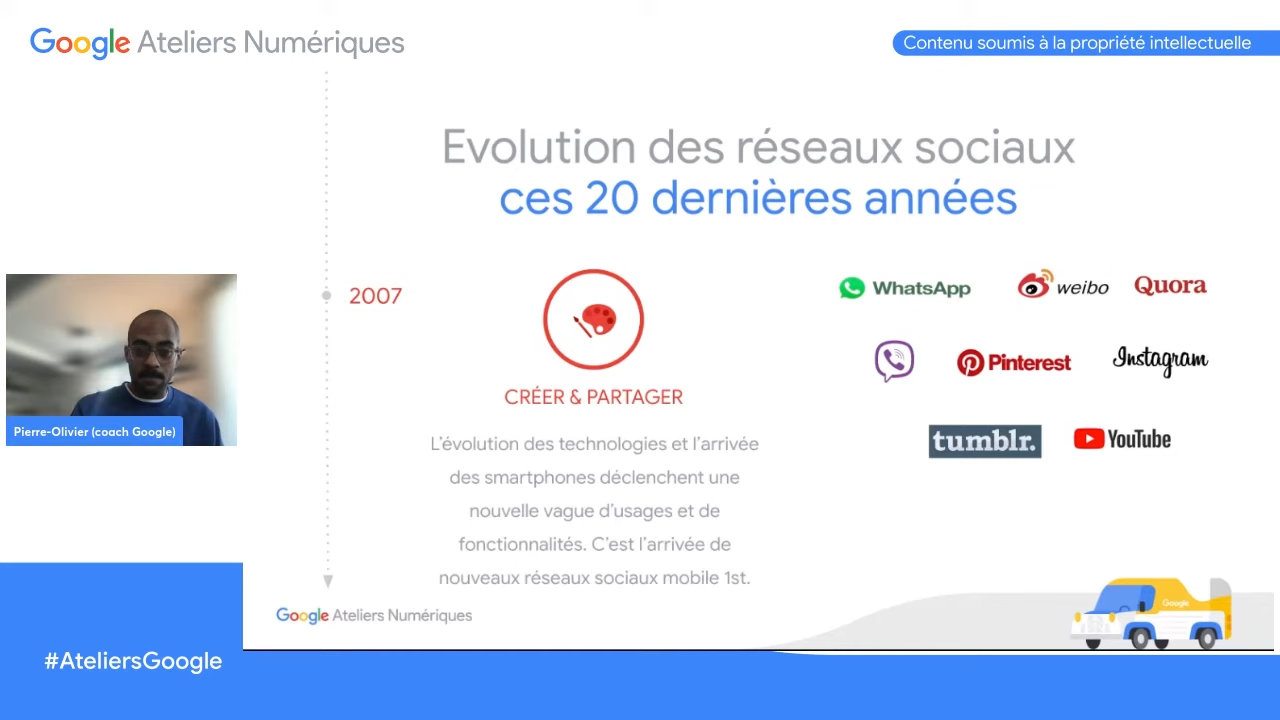 Google Ateliers Numériques
Contenu soumis à la propriété intellectuelle
Evolution des réseaux sociaux
ces 20 dernières années
2007
CRÉER & PARTAGER
L'évolution des technologies et l'arrivée
des smartphones déclenchent une
nouvelle vague d'usages et de
fonctionnalités. C'est l'arrivée de
nouveaux réseaux sociaux mobile 1st.
WhatsApp
weibo
Quora
Pinterest
Instagram
tumblr.
YouTube
Pierre-Olivier (coach Google)
Google Ateliers Numériques
Google
#AteliersGoogle